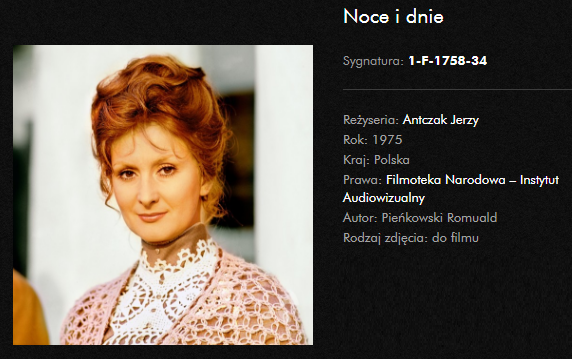 Noce i dnie
Sygnatura: 1-F-1758-34
Reżyseria: Antczak Jerzy
Rok: 1975
Kraj: Polska
Prawa: Filmoteka Narodowa – Instytut
Audiowizualny
Autor: Pieńkowski Romuald
Rodzaj zdjęcia: do filmu